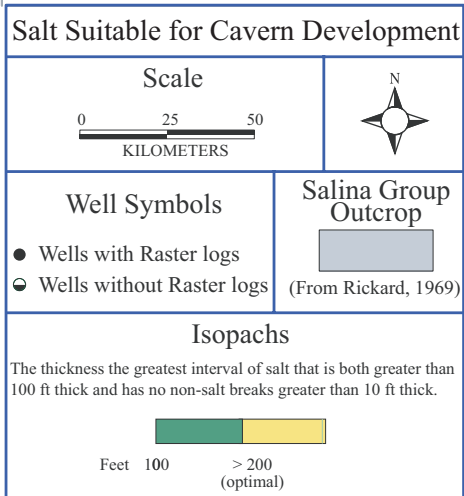 Salt Suitable for Cavern Development
Scale
0 25 50
KILOMETERS
N
Well Symbols
Wells with Raster logs
Wells without Raster logs
Salina Group
Outcrop
(From Rickard, 1969)
Isopachs
The thickness the greatest interval of salt that is both greater than
100 ft thick and has no non-salt breaks greater than 10 ft thick.
Feet 100 > 200
(optimal)